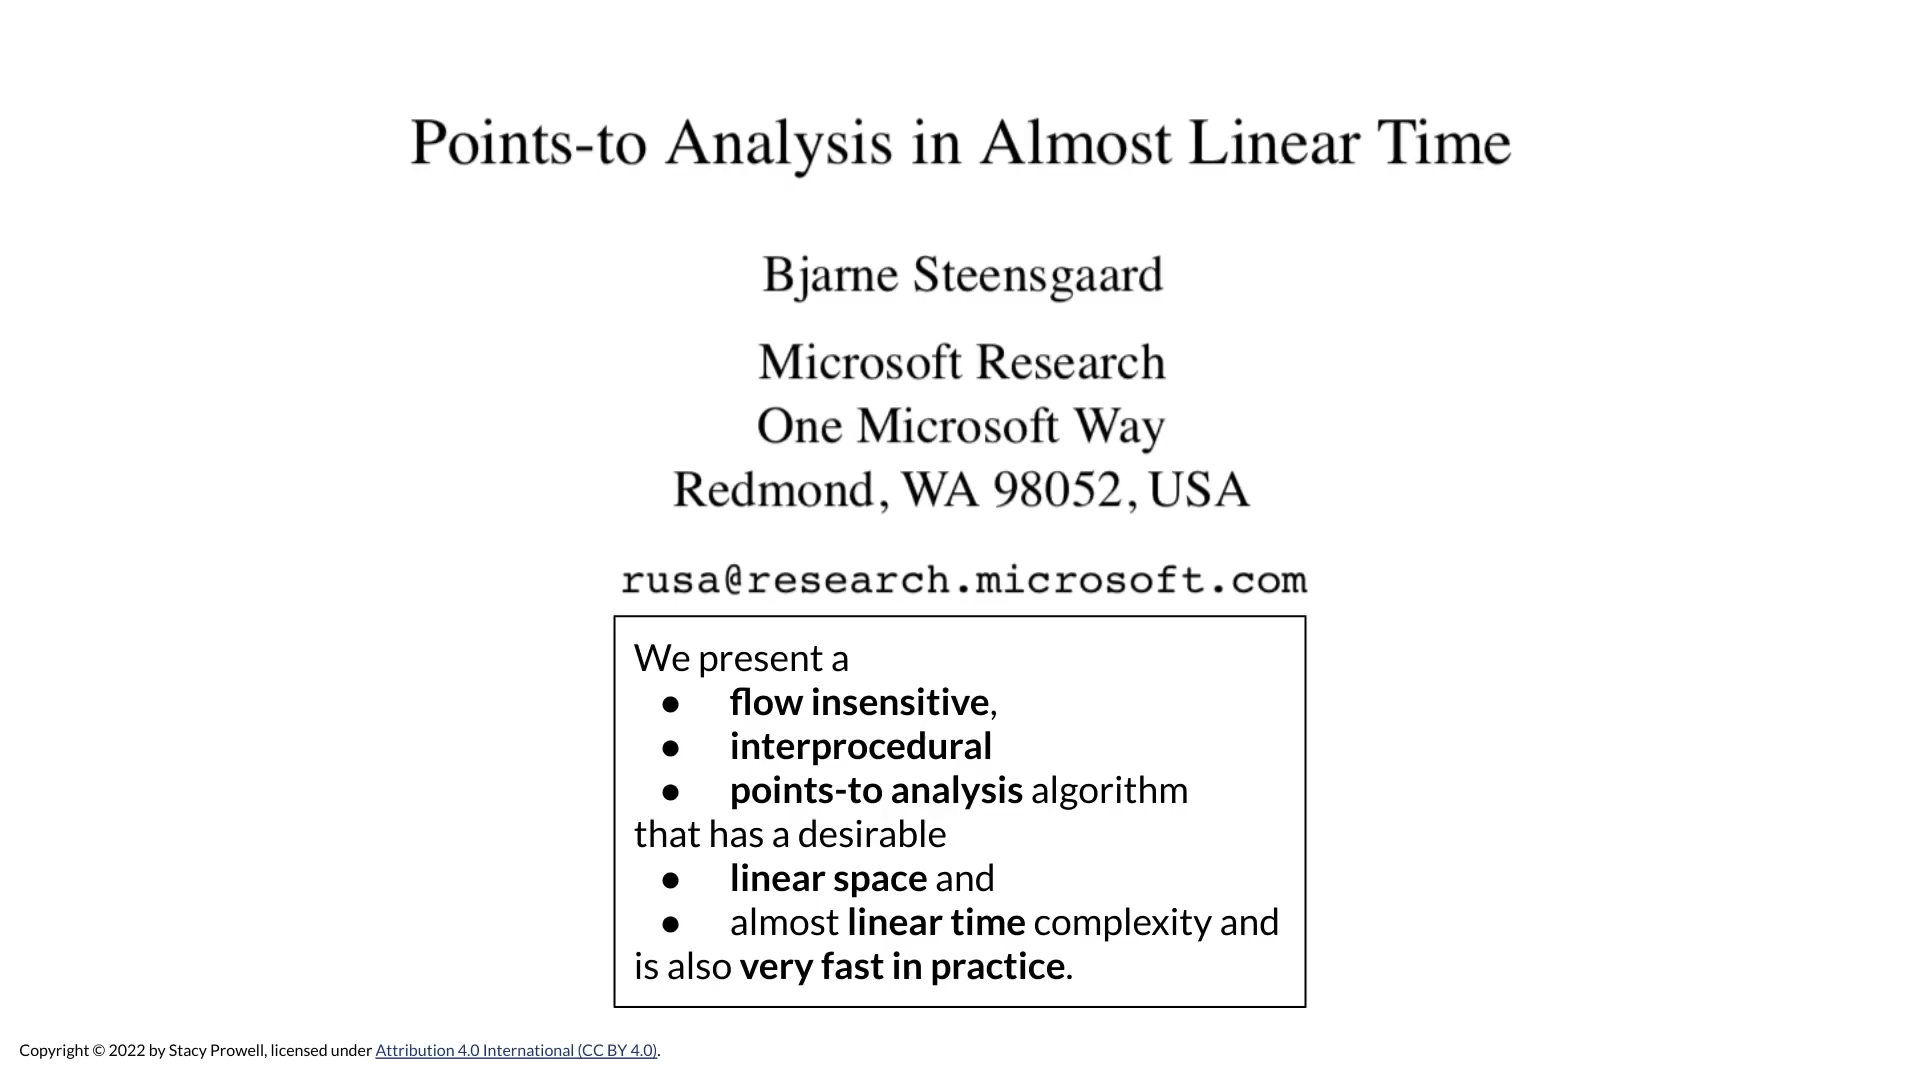 Points-to Analysis in Almost Linear Time
Bjarne Steensgaard
Microsoft Research
One Microsoft Way
Redmond, WA 98052, USA
rusa@research.microsoft.com
We present a
● flow insensitive,
● interprocedural
● points-to analysis algorithm
that has a desirable
● linear space and
● almost linear time complexity and
is also very fast in practice.
Copyright © 2022 by Stacy Prowell, licensed under Attribution 4.0 International (CC BY 4.0).